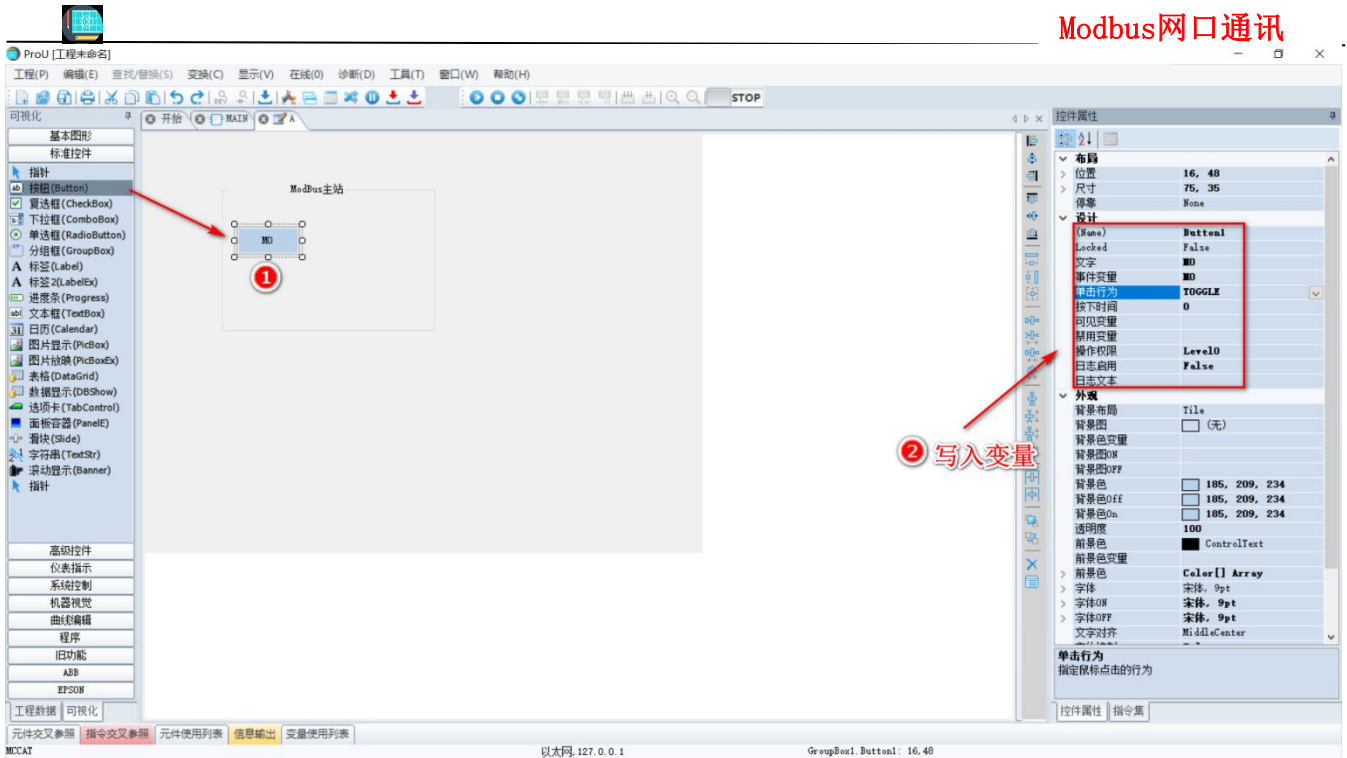 Modbus网口通讯
ProU [工程未命名]
工程(P) 编辑(E) 查找/替换(S) 变换(C) 显示(V) 在线(O) 诊断(D) 工具(T) 窗口(W) 帮助(H)
STOP
可视化
开始 MAIN A
控件属性
基本图形
标准控件
指针
按钮(Button)
复选框(CheckBox)
下拉框(ComboBox)
单选框(RadioButton)
分组框(GroupBox)
标签(Label)
标签2(LabelEx)
进度条(Progress)
文本框(TextBox)
日历(Calendar)
图片显示(PicBox)
图片放映(PicBoxEx)
表格(DataGrid)
数据显示(DBShow)
选项卡(TabControl)
面板容器(PanelE)
滑块(Slide)
字符串(TextStr)
滚动显示(Banner)
指针
高级控件
仪表指示
系统控制
机器视觉
曲线编辑
程序
旧功能
ABB
EPSON
工程数据 可视化
ModBus主站
M0
1
2 写入变量
布局
位置 16, 48
尺寸 75, 35
停靠 None
设计
(Name) Button1
Locked False
文字 M0
事件变量 M0
单击行为 TOGGLE
按下时间 0
可见变量
禁用变量
操作权限 Level0
日志启用 False
日志文本
外观
背景布局 Tile
背景图 (无)
背景色变量
背景图ON
背景图OFF
背景色 185, 209, 234
背景色Off 185, 209, 234
背景色On 185, 209, 234
透明度 100
前景色 ControlText
前景色变量
前景色 Color[] Array
字体 宋体, 9pt
字体ON 宋体, 9pt
字体OFF 宋体, 9pt
文字对齐 MiddleCenter
单击行为
指定鼠标点击的行为
控件属性 指令集
元件交叉参照 指令交叉参照 元件使用列表 信息输出 变量使用列表
MCCAT 以太网,127.0.0.1 GroupBox1.Button1: 16,48